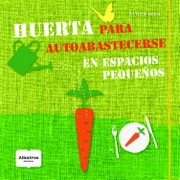 HUERTA PARA
AUTOABASTECERSE
EN ESPACIOS
PEQUEÑOS
Albatros